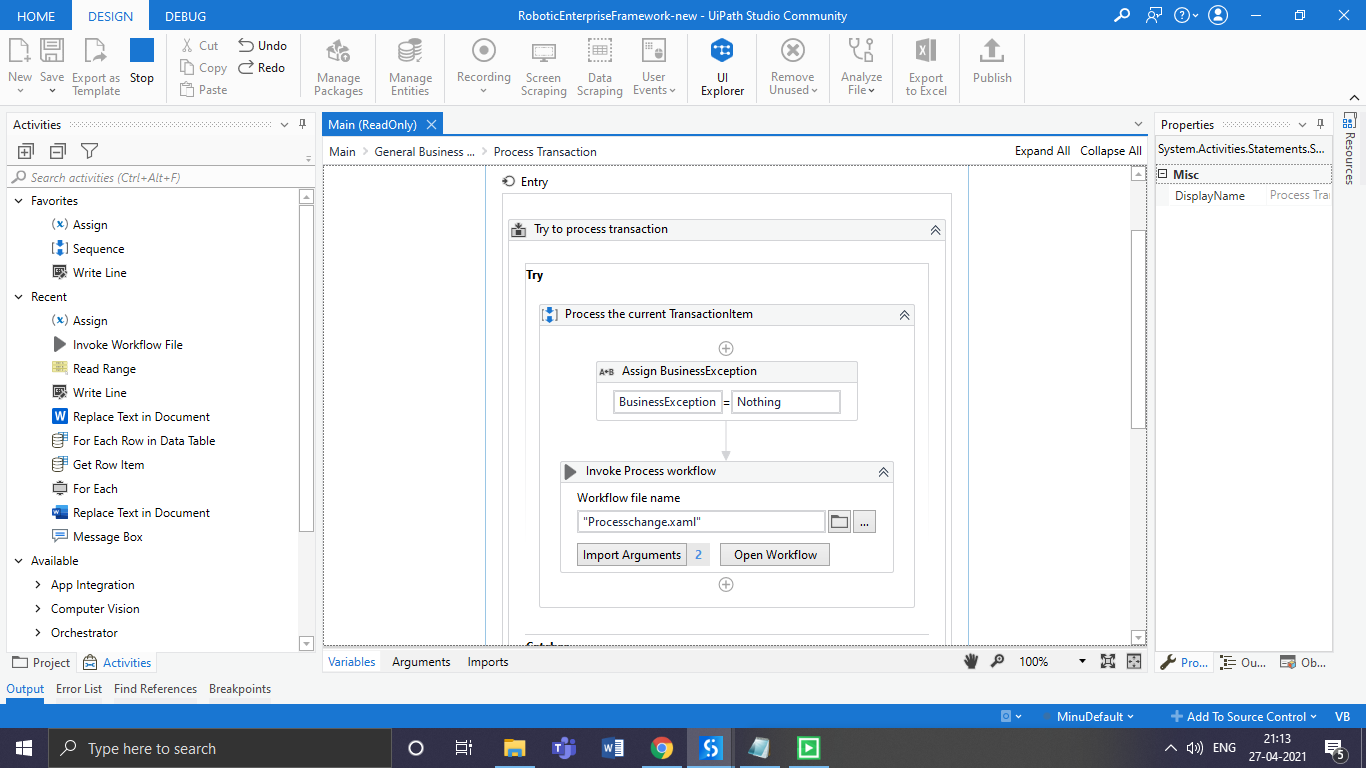 HOME DESIGN DEBUG RoboticEnterpriseFramework-new - UiPath Studio Community
New Save Export as Template Stop Cut Copy Paste Undo Redo Manage Packages Manage Entities Recording Screen Scraping Data Scraping User Events UI Explorer Remove Unused Analyze File Export to Excel Publish
Activities
Search activities (Ctrl+Alt+F)
Favorites
Assign
Sequence
Write Line
Recent
Assign
Invoke Workflow File
Read Range
Write Line
Replace Text in Document
For Each Row in Data Table
Get Row Item
For Each
Replace Text in Document
Message Box
Available
App Integration
Computer Vision
Orchestrator
Project Activities
Main (ReadOnly)
Main General Business ... Process Transaction Expand All Collapse All
Entry
Try to process transaction
Try
Process the current TransactionItem
A+B Assign BusinessException
BusinessException = Nothing
Invoke Process workflow
Workflow file name
"Processchange.xaml" ...
Import Arguments 2 Open Workflow
Variables Arguments Imports 100%
Properties
System.Activities.Statements.S...
Misc
DisplayName Process Tra
Resources
Pro... Ou... Ob...
Output Error List Find References Breakpoints
MinuDefault Add To Source Control VB
Type here to search ENG 21:13
27-04-2021 5